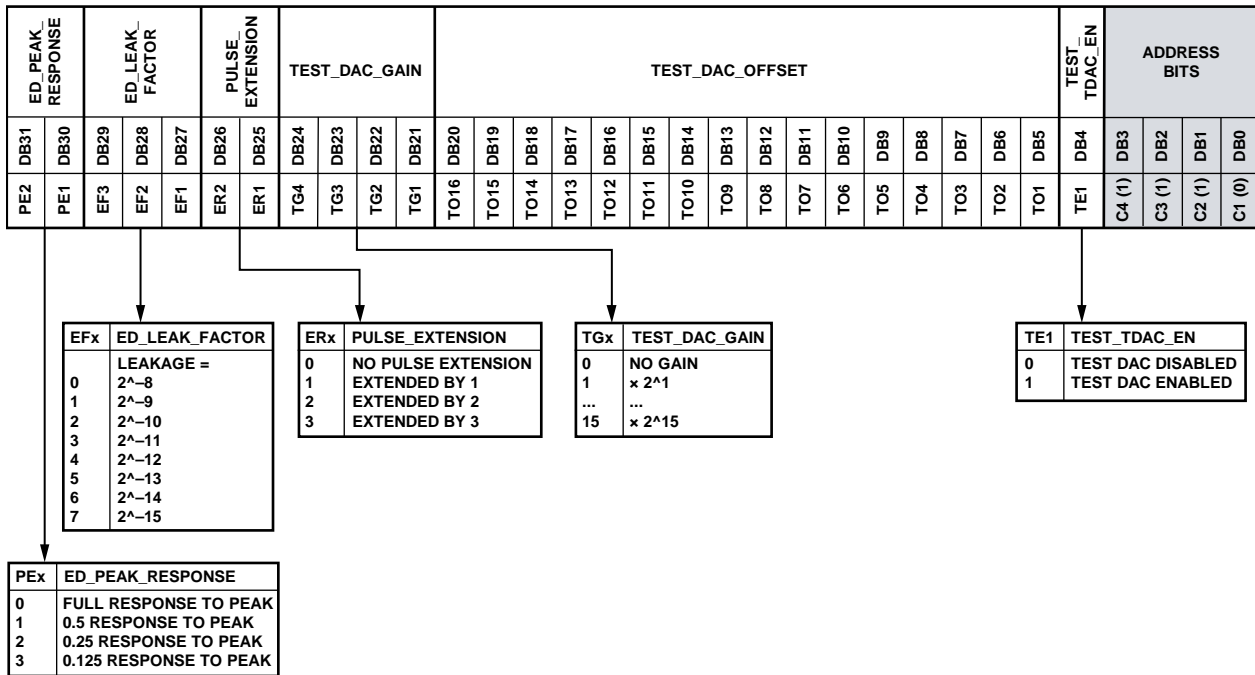 ED_PEAK_
RESPONSE
ED_LEAK_
FACTOR
PULSE_
EXTENSION
TEST_DAC_GAIN
TEST_DAC_OFFSET
TEST_
TDAC_EN
ADDRESS
BITS
DB31 DB30 DB29 DB28 DB27 DB26 DB25 DB24 DB23 DB22 DB21 DB20 DB19 DB18 DB17 DB16 DB15 DB14 DB13 DB12 DB11 DB10 DB9 DB8 DB7 DB6 DB5 DB4 DB3 DB2 DB1 DB0
PE2 PE1 EF3 EF2 EF1 ER2 ER1 TG4 TG3 TG2 TG1 TO16 TO15 TO14 TO13 TO12 TO11 TO10 TO9 TO8 TO7 TO6 TO5 TO4 TO3 TO2 TO1 TE1 C4 (1) C3 (1) C2 (1) C1 (0)
EFx ED_LEAK_FACTOR
LEAKAGE =
0 2^–8
1 2^–9
2 2^–10
3 2^–11
4 2^–12
5 2^–13
6 2^–14
7 2^–15
ERx PULSE_EXTENSION
0 NO PULSE EXTENSION
1 EXTENDED BY 1
2 EXTENDED BY 2
3 EXTENDED BY 3
TGx TEST_DAC_GAIN
0 NO GAIN
1 × 2^1
... ...
15 × 2^15
TE1 TEST_TDAC_EN
0 TEST DAC DISABLED
1 TEST DAC ENABLED
PEx ED_PEAK_RESPONSE
0 FULL RESPONSE TO PEAK
1 0.5 RESPONSE TO PEAK
2 0.25 RESPONSE TO PEAK
3 0.125 RESPONSE TO PEAK